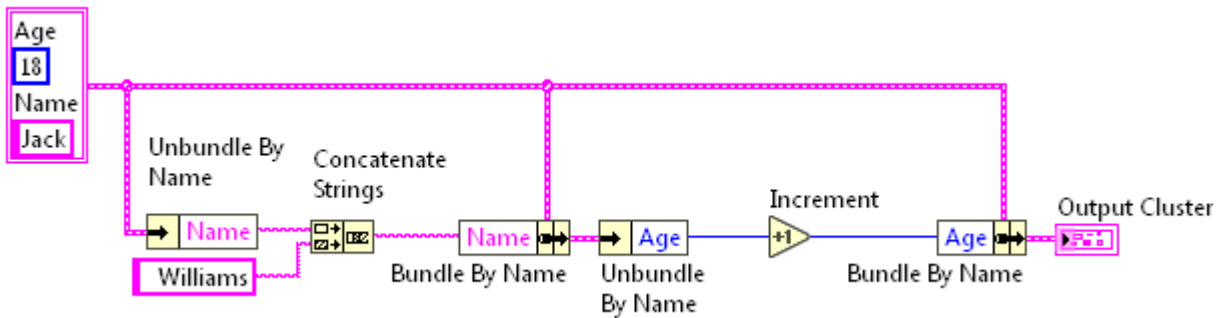 Age
18
Name
Jack
Unbundle By
Name
Concatenate
Strings
Increment
Output Cluster
Name
Name
Age
+1
Age
Williams
Bundle By Name
Unbundle
By Name
Bundle By Name